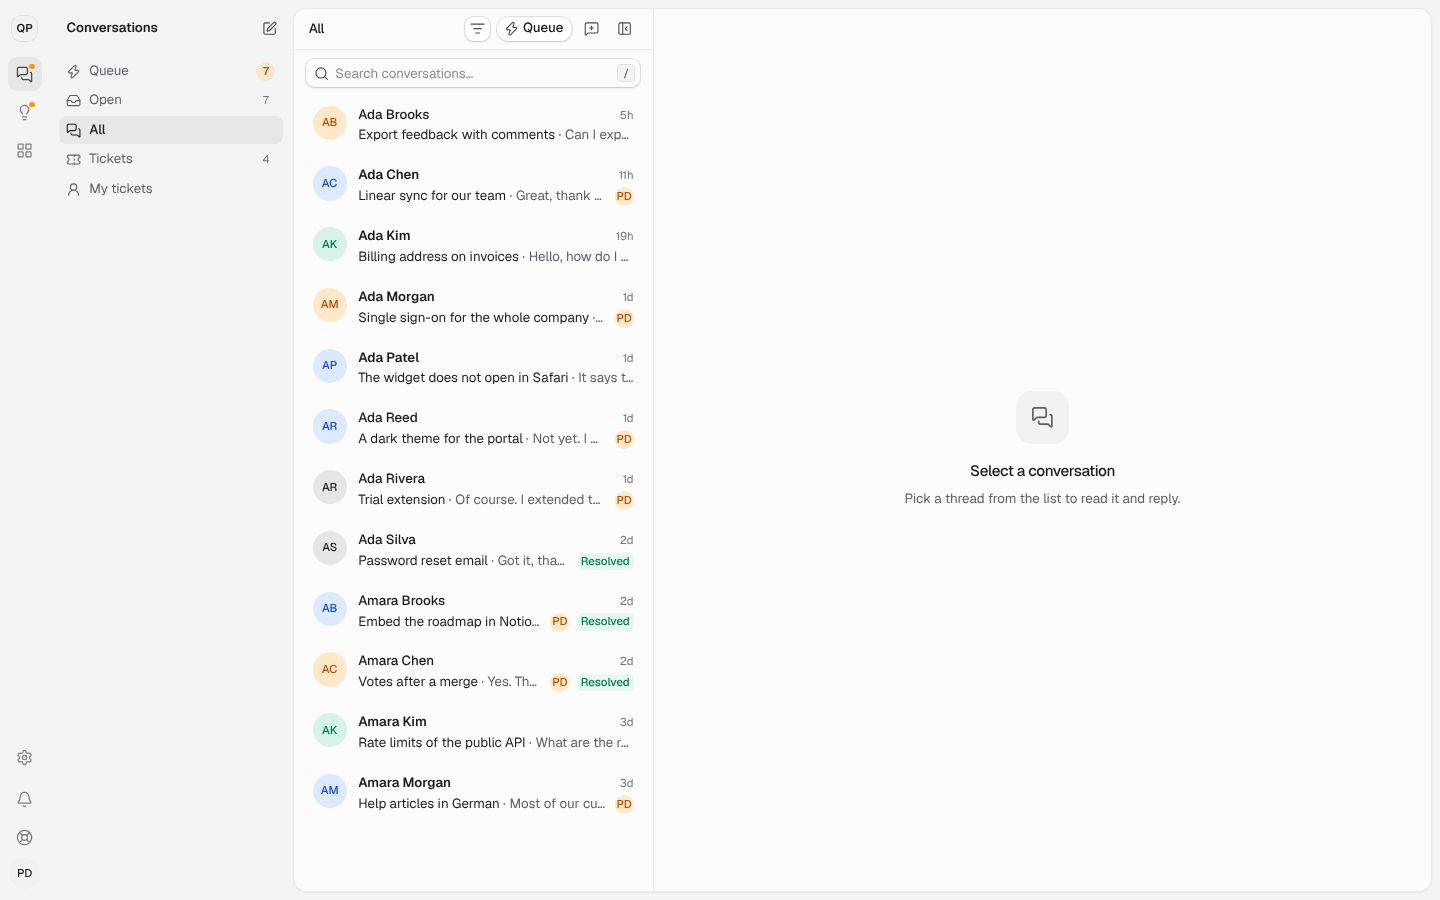 QP
Conversations
Queue 7
Open 7
All
Tickets 4
My tickets
PD
All
Queue
Search conversations... /
AB Ada Brooks 5h
Export feedback with comments · Can I exp...
AC Ada Chen 11h
Linear sync for our team · Great, thank ... PD
AK Ada Kim 19h
Billing address on invoices · Hello, how do I ...
AM Ada Morgan 1d
Single sign-on for the whole company ·... PD
AP Ada Patel 1d
The widget does not open in Safari · It says t...
AR Ada Reed 1d
A dark theme for the portal · Not yet. I ... PD
AR Ada Rivera 1d
Trial extension · Of course. I extended t... PD
AS Ada Silva 2d
Password reset email · Got it, tha... Resolved
AB Amara Brooks 2d
Embed the roadmap in Notio... PD Resolved
AC Amara Chen 2d
Votes after a merge · Yes. Th... PD Resolved
AK Amara Kim 3d
Rate limits of the public API · What are the r...
AM Amara Morgan 3d
Help articles in German · Most of our cu... PD
Select a conversation
Pick a thread from the list to read it and reply.